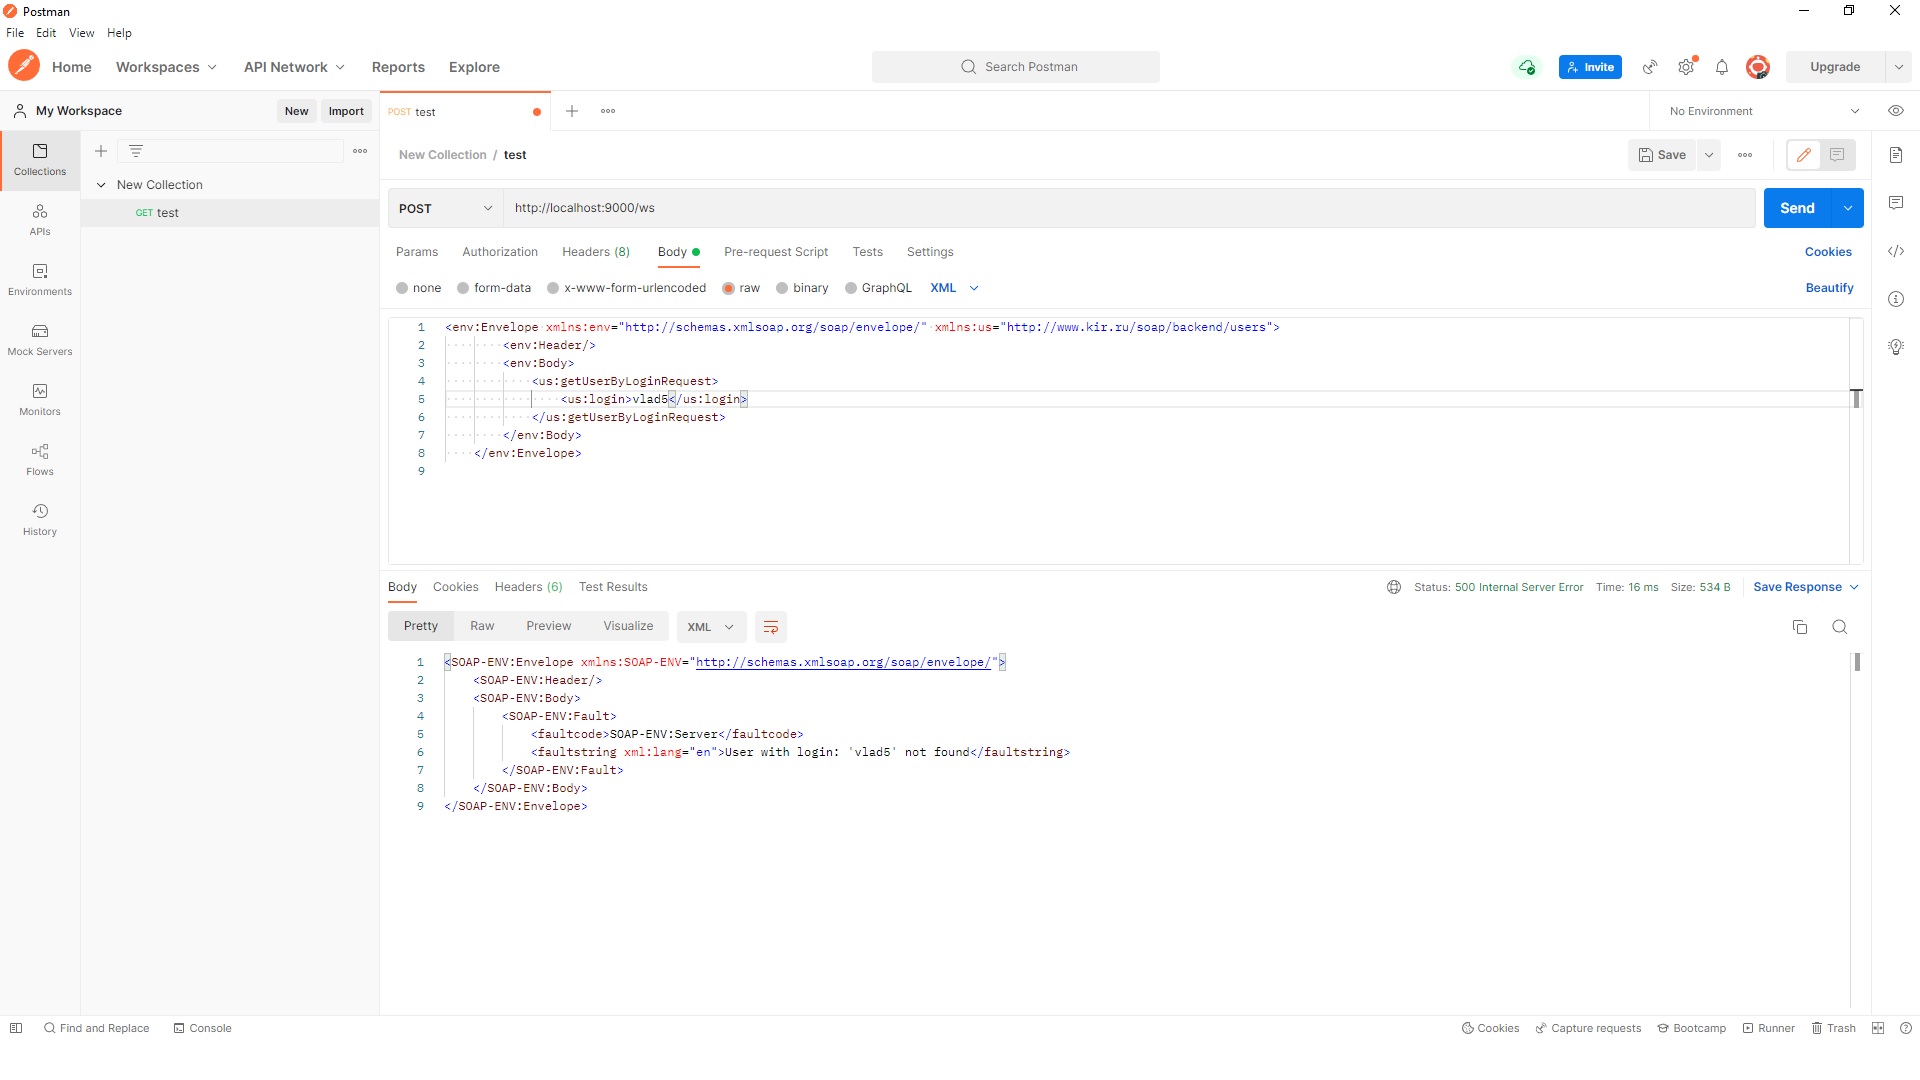 Postman
File Edit View Help
Home Workspaces API Network Reports Explore Search Postman Invite Upgrade
My Workspace New Import POST test No Environment
Collections
APIs
Environments
Mock Servers
Monitors
Flows
History
New Collection
GET test
New Collection / test Save
POST http://localhost:9000/ws Send
Params Authorization Headers (8) Body Pre-request Script Tests Settings Cookies
none form-data x-www-form-urlencoded raw binary GraphQL XML Beautify
1 <env:Envelope xmlns:env="http://schemas.xmlsoap.org/soap/envelope/" xmlns:us="http://www.kir.ru/soap/backend/users">
2 <env:Header/>
3 <env:Body>
4 <us:getUserByLoginRequest>
5 <us:login>vlad5</us:login>
6 </us:getUserByLoginRequest>
7 </env:Body>
8 </env:Envelope>
9
Body Cookies Headers (6) Test Results Status: 500 Internal Server Error Time: 16 ms Size: 534 B Save Response
Pretty Raw Preview Visualize XML
1 <SOAP-ENV:Envelope xmlns:SOAP-ENV="http://schemas.xmlsoap.org/soap/envelope/">
2 <SOAP-ENV:Header/>
3 <SOAP-ENV:Body>
4 <SOAP-ENV:Fault>
5 <faultcode>SOAP-ENV:Server</faultcode>
6 <faultstring xml:lang="en">User with login: 'vlad5' not found</faultstring>
7 </SOAP-ENV:Fault>
8 </SOAP-ENV:Body>
9 </SOAP-ENV:Envelope>
Find and Replace Console Cookies Capture requests Bootcamp Runner Trash